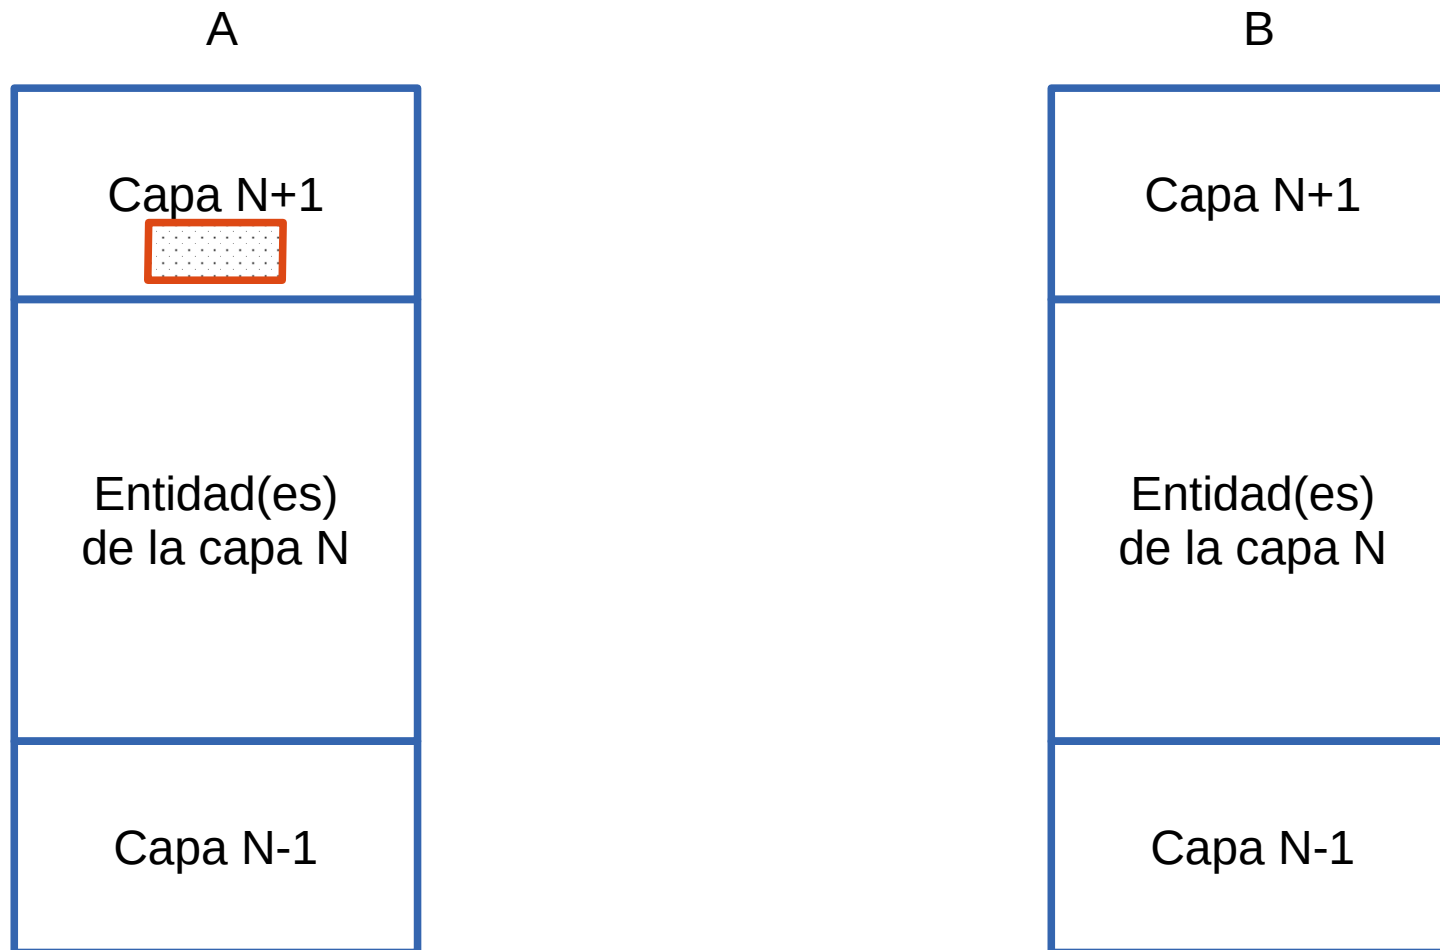 A
B
Capa N+1
Capa N+1
Entidad(es)
de la capa N
Entidad(es)
de la capa N
Capa N-1
Capa N-1